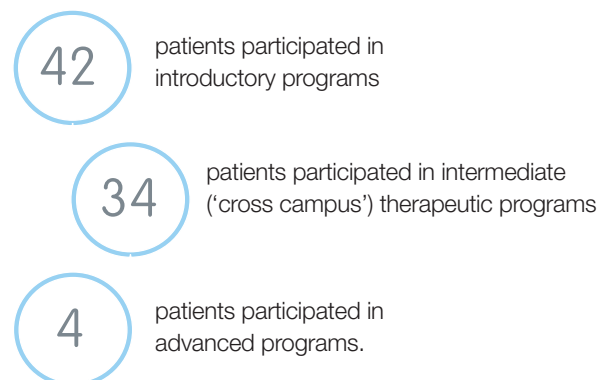 42
patients participated in
introductory programs
34
patients participated in intermediate
(‘cross campus’) therapeutic programs
4
patients participated in
advanced programs.